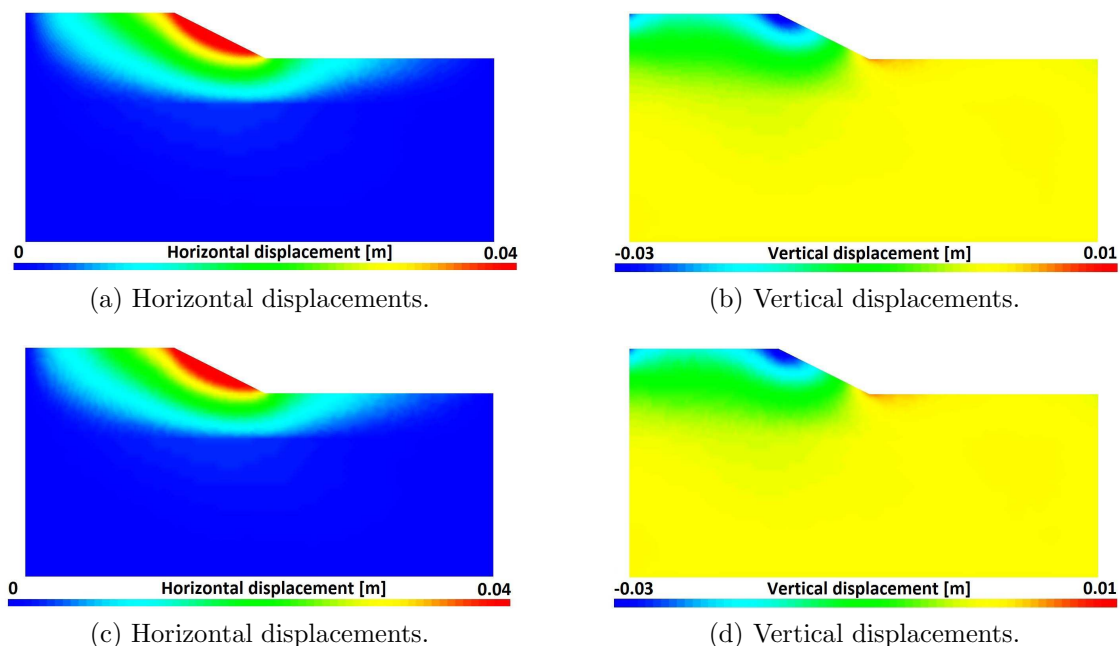 0 Horizontal displacement [m] 0.04
-0.03 Vertical displacement [m] 0.01
(a) Horizontal displacements.
(b) Vertical displacements.
0 Horizontal displacement [m] 0.04
-0.03 Vertical displacement [m] 0.01
(c) Horizontal displacements.
(d) Vertical displacements.